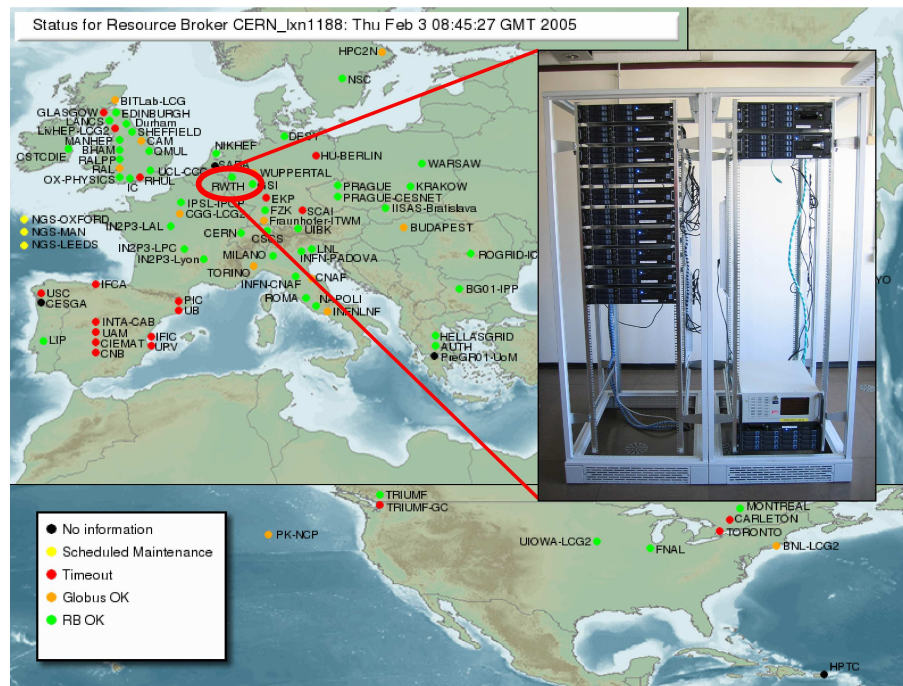 Status for Resource Broker CERN_lxn1188: Thu Feb 3 08:45:27 GMT 2005
HPC2N
NSC
BITLab-LCG
GLASGOW
EDINBURGH
LANCS
Durham
LivHEP-LCG2
SHEFFIELD
MANHEP
CAM
CSTCDIE
BHAM
QMUL
RALPP
RAL
UCL-CCC
OX-PHYSICS
IC
RHUL
NIKHEF
SARA
DESY
HU-BERLIN
WUPPERTAL
RWTH
GSI
WARSAW
PRAGUE
KRAKOW
PRAGUE-CESNET
IISAS-Bratislava
IPSL-IPGP
EKP
CGG-LCG2
FZK
SCAI
Fraunhofer-ITWM
NGS-OXFORD
NGS-MAN
NGS-LEEDS
IN2P3-LAL
CERN
UIBK
CSCS
BUDAPEST
IN2P3-LPC
IN2P3-Lyon
MILANO
LNL
INFN-PADOVA
ROGRID-IC
TORINO
CNAF
INFN-CNAF
BG01-IPP
IFCA
USC
CESGA
PIC
UB
ROMA
NAPOLI
INFNLNF
INTA-CAB
UAM
CIEMAT
CNB
IFIC
UPV
LIP
HELLASGRID
AUTH
PreGR01-UoM
YO
TRIUMF
TRIUMF-GC
MONTREAL
CARLETON
TORONTO
PK-NCP
UIOWA-LCG2
FNAL
BNL-LCG2
HPTC
No information
Scheduled Maintenance
Timeout
Globus OK
RB OK